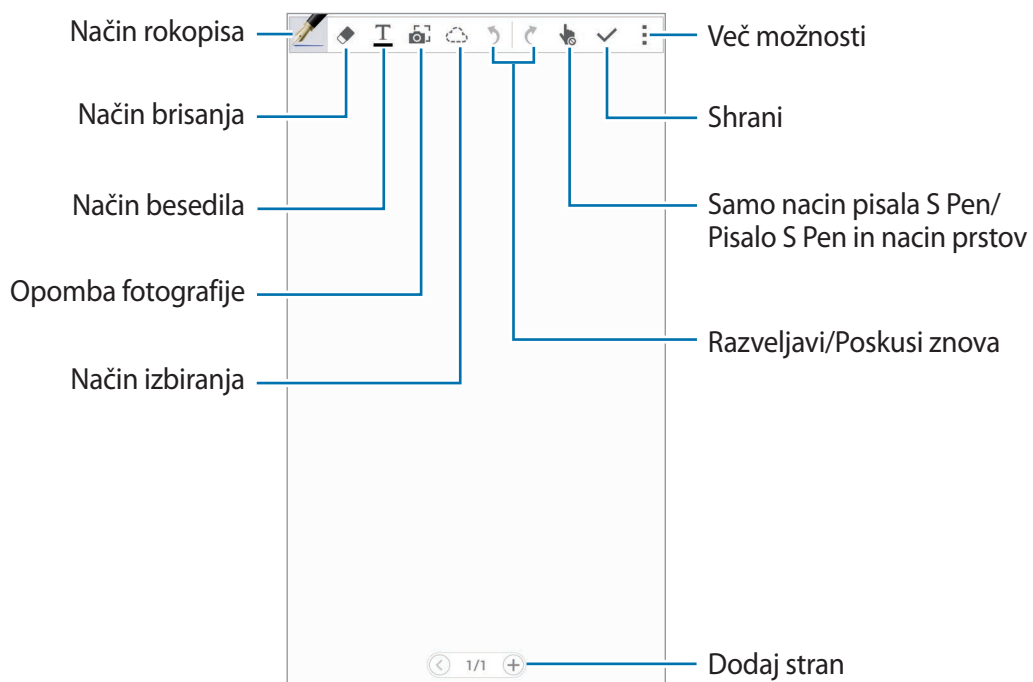 Način rokopisa
T
Več možnosti
Način brisanja
Shrani
Način besedila
Samo nacin pisala S Pen/
Pisalo S Pen in nacin prstov
Opomba fotografije
Razveljavi/Poskusi znova
Način izbiranja
1/1
Dodaj stran